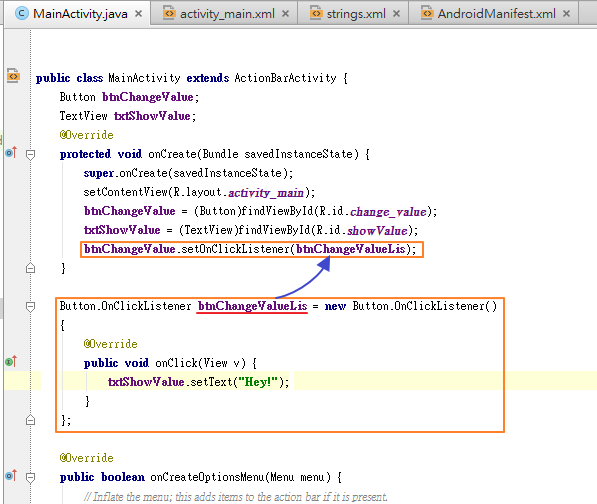 MainActivity.java × activity_main.xml × strings.xml × AndroidManifest.xml ×
public class MainActivity extends ActionBarActivity {
Button btnChangeValue;
TextView txtShowValue;
@Override
protected void onCreate(Bundle savedInstanceState) {
super.onCreate(savedInstanceState);
setContentView(R.layout.activity_main);
btnChangeValue = (Button)findViewById(R.id.change_value);
txtShowValue = (TextView)findViewById(R.id.showValue);
btnChangeValue.setOnClickListener(btnChangeValueLis);
}
Button.OnClickListener btnChangeValueLis = new Button.OnClickListener()
{
@Override
public void onClick(View v) {
txtShowValue.setText("Hey!");
}
};
@Override
public boolean onCreateOptionsMenu(Menu menu) {
// Inflate the menu; this adds items to the action bar if it is present.